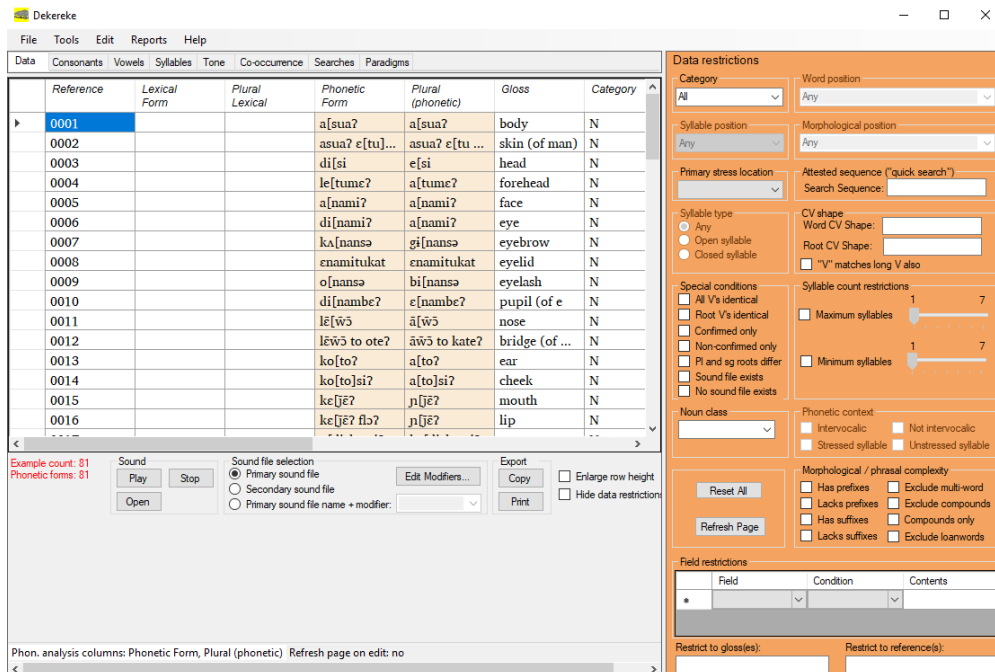 Dekereke
File Tools Edit Reports Help
Data Consonants Vowels Syllables Tone Co-occurrence Searches Paradigms
Reference Lexical Form Plural Lexical Phonetic Form Plural (phonetic) Gloss Category
0001 a[suaʔ a[suaʔ body N
0002 asuaʔ ɛ[tu]... asuaʔ ɛ[tu ... skin (of man) N
0003 di[si e[si head N
0004 le[tumɛʔ a[tumɛʔ forehead N
0005 a[namiʔ a[namiʔ face N
0006 di[namiʔ a[namiʔ eye N
0007 kʌ[nansə gɨ[nansə eyebrow N
0008 ɛnamitukat ɛnamitukat eyelid N
0009 o[nansə bi[nansə eyelash N
0010 di[nambɛʔ ɛ[nambɛʔ pupil (of e N
0011 lɛ̃[w̃ɔ̃ ã[w̃ɔ̃ nose N
0012 lɛ̃w̃ɔ̃ to oteʔ ãw̃ɔ̃ to kateʔ bridge (of ... N
0013 ko[toʔ a[toʔ ear N
0014 ko[to]siʔ a[to]siʔ cheek N
0015 kɛ[j̃ɛ̃ʔ ɲ[j̃ɛ̃ʔ mouth N
0016 kɛ[j̃ɛ̃ʔ flɔʔ ɲ[j̃ɛ̃ʔ lip N
Example count: 81
Phonetic forms: 81
Sound
Play Stop
Open
Sound file selection
Primary sound file
Secondary sound file
Primary sound file name + modifier:
Edit Modifiers...
Export
Copy
Print
Enlarge row height
Hide data restrictions
Phon. analysis columns: Phonetic Form, Plural (phonetic) Refresh page on edit: no
Data restrictions
Category
All
Word position
Any
Syllable position
Any
Morphological position
Any
Primary stress location
Attested sequence ("quick search")
Search Sequence:
Syllable type
Any
Open syllable
Closed syllable
CV shape
Word CV Shape:
Root CV Shape:
"V" matches long V also
Special conditions
All V's identical
Root V's identical
Confirmed only
Non-confirmed only
Pl and sg roots differ
Sound file exists
No sound file exists
Syllable count restrictions
1 7
Maximum syllables
1 7
Minimum syllables
Noun class
Phonetic context
Intervocalic Not intervocalic
Stressed syllable Unstressed syllable
Reset All
Refresh Page
Morphological / phrasal complexity
Has prefixes Exclude multi-word
Lacks prefixes Exclude compounds
Has suffixes Compounds only
Lacks suffixes Exclude loanwords
Field restrictions
Field Condition Contents
Restrict to gloss(es): Restrict to reference(s):